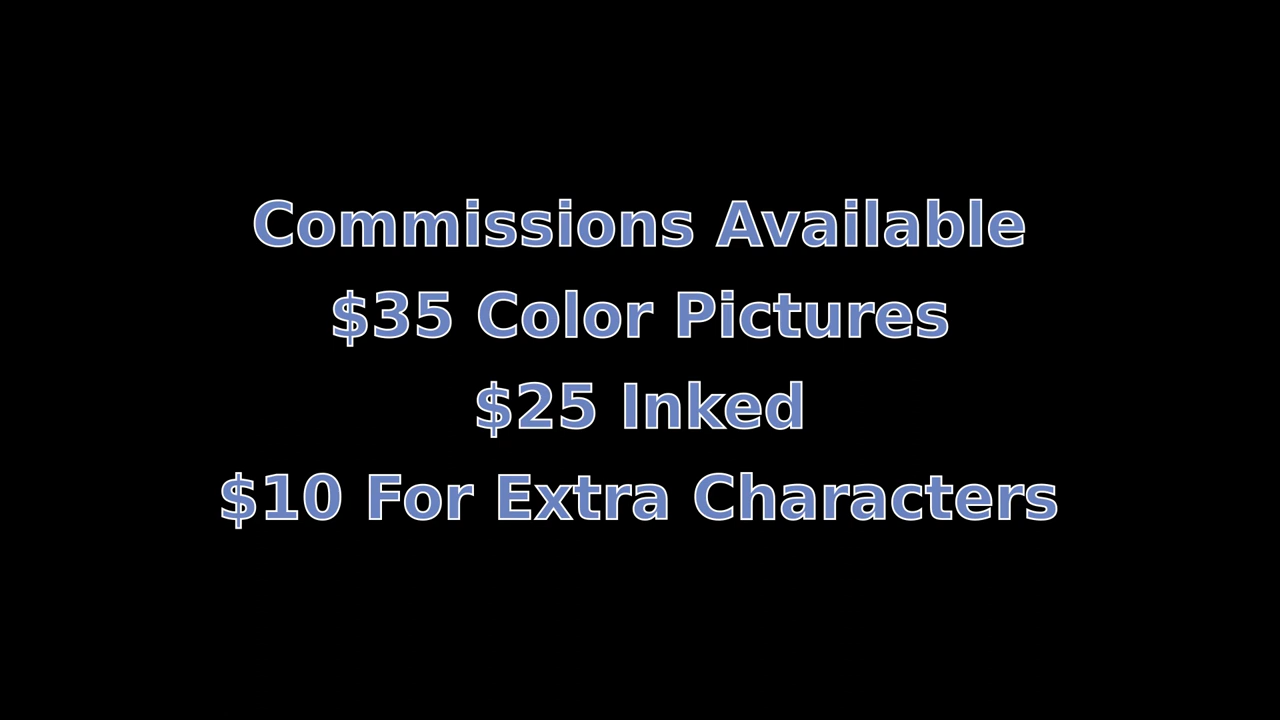 Commissions Available
$35 Color Pictures
$25 Inked
$10 For Extra Characters